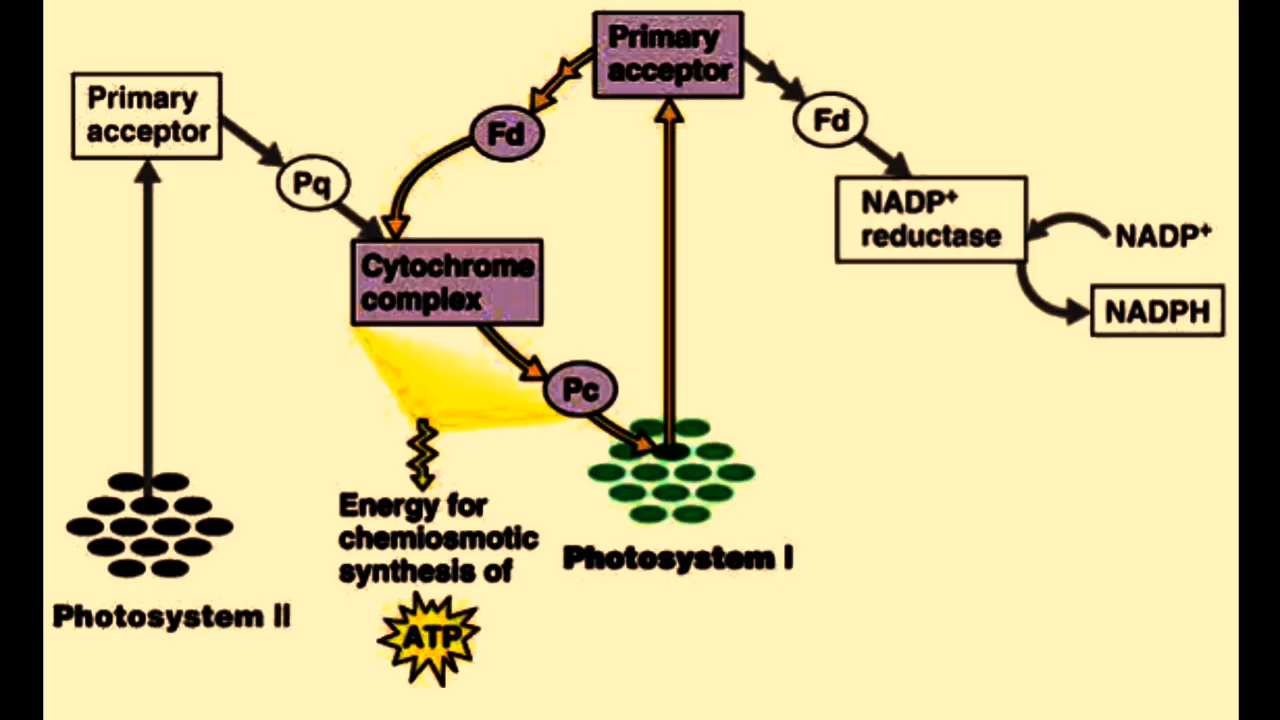 Primary
acceptor
Pq
Primary
acceptor
Fd
Fd
Cytochrome
complex
Pc
NADP⁺
reductase
NADP⁺
NADPH
Energy for
chemiosmotic
synthesis of
ATP
Photosystem I
Photosystem II